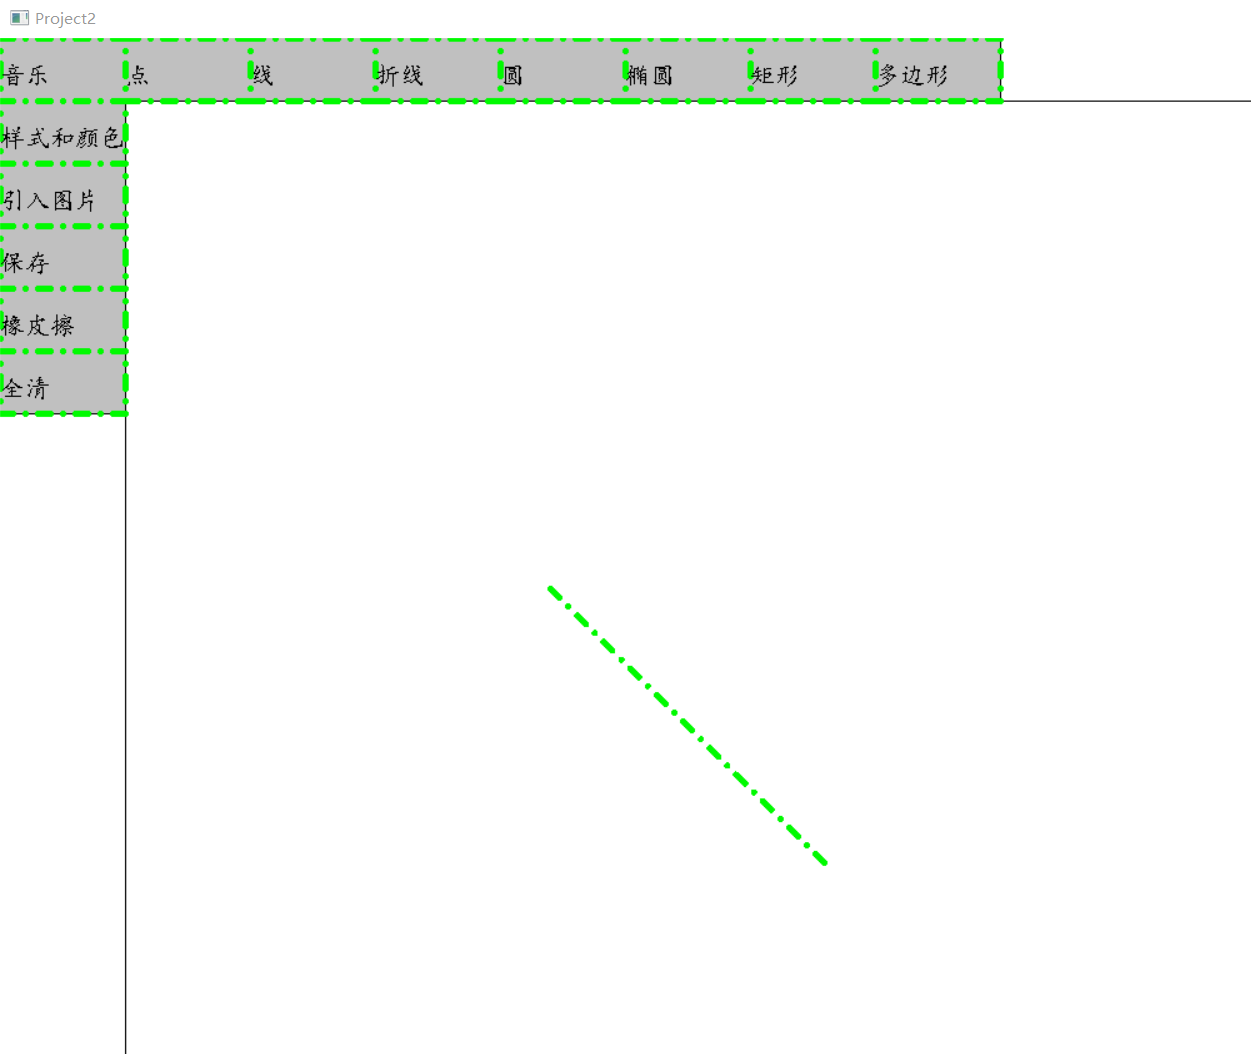 Project2
音乐 点 线 折线 圆 椭圆 矩形 多边形
样式和颜色
引入图片
保存
橡皮擦
全清